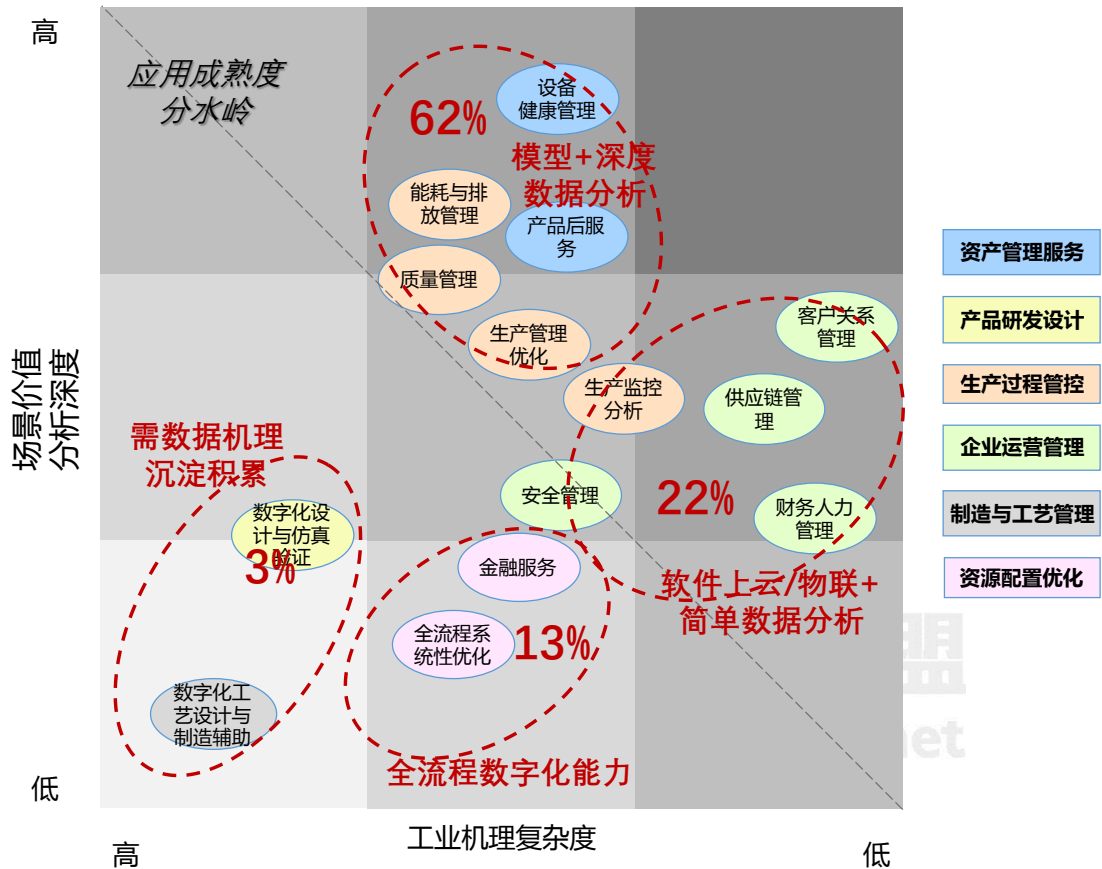 高
应用成熟度
分水岭
设备
健康管理
62%
模型+深度
数据分析
能耗与排
放管理
产品后服
务
质量管理
生产管理
优化
客户关系
管理
生产监控
分析
供应链管
理
场景价值
分析深度
需数据机理
沉淀积累
安全管理
22%
财务人力
管理
数字化设
计与仿真
验证
3%
金融服务
软件上云/物联+
简单数据分析
全流程系
统性优化
13%
数字化工
艺设计与
制造辅助
全流程数字化能力
低
工业机理复杂度
高
低
资产管理服务
产品研发设计
生产过程管控
企业运营管理
制造与工艺管理
资源配置优化
盟
net